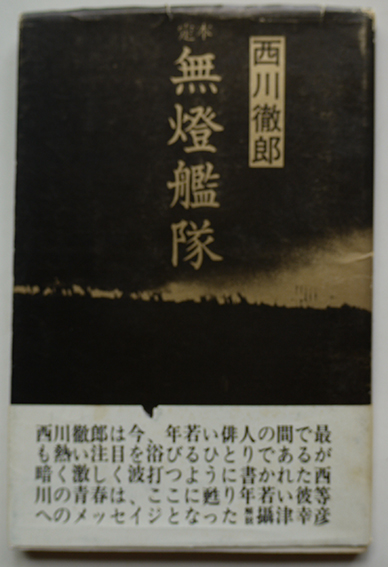 定本
無燈艦隊
西川徹郎
西川徹郎は今、年若い俳人の間で最
も熱い注目を浴びるひとりであるが
暗く激しく波打つように書かれた西
川の青春は、ここに甦り年若い彼等
へのメッセイジとなった 解説 攝津幸彦